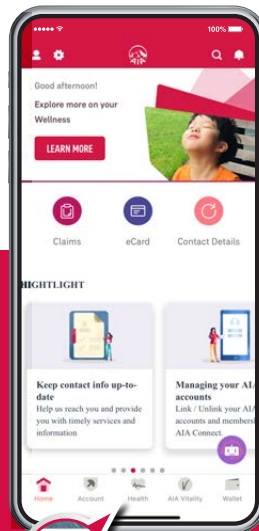 100%
AIA
Good afternoon!
Explore more on your
Wellness
LEARN MORE
Claims
eCard
Contact Details
HIGHTLIGHT
Keep contact info up-to-
date
Help us reach you and provide
you with timely services and
information
Managing your AIA
accounts
Link / Unlink your AIA
accounts and members
AIA Connect.
Home
Account
Health
AIA Vitality
Wallet